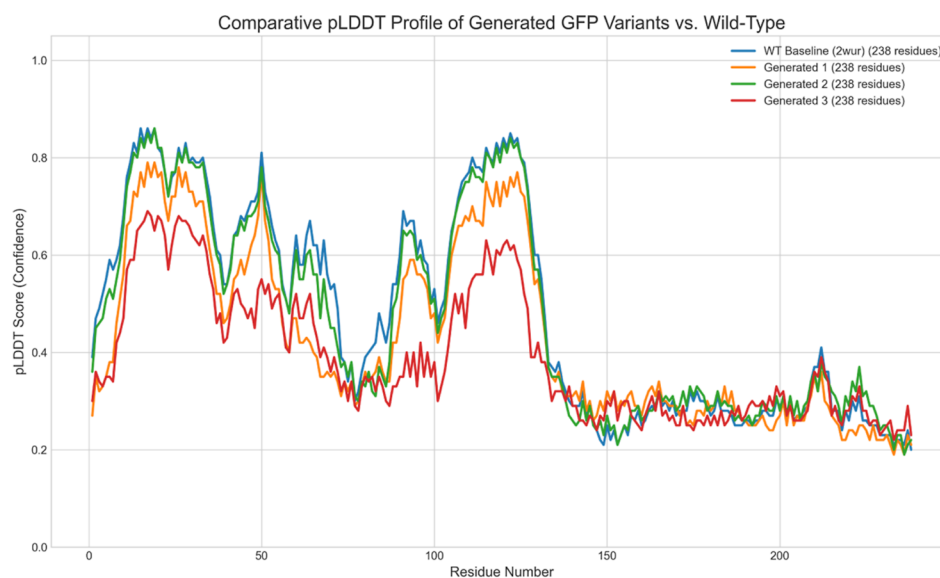 Comparative pLDDT Profile of Generated GFP Variants vs. Wild-Type
WT Baseline (2wur) (238 residues)
Generated 1 (238 residues)
Generated 2 (238 residues)
Generated 3 (238 residues)
pLDDT Score (Confidence)
1.0
0.8
0.6
0.4
0.2
0.0
0 50 100 150 200
Residue Number